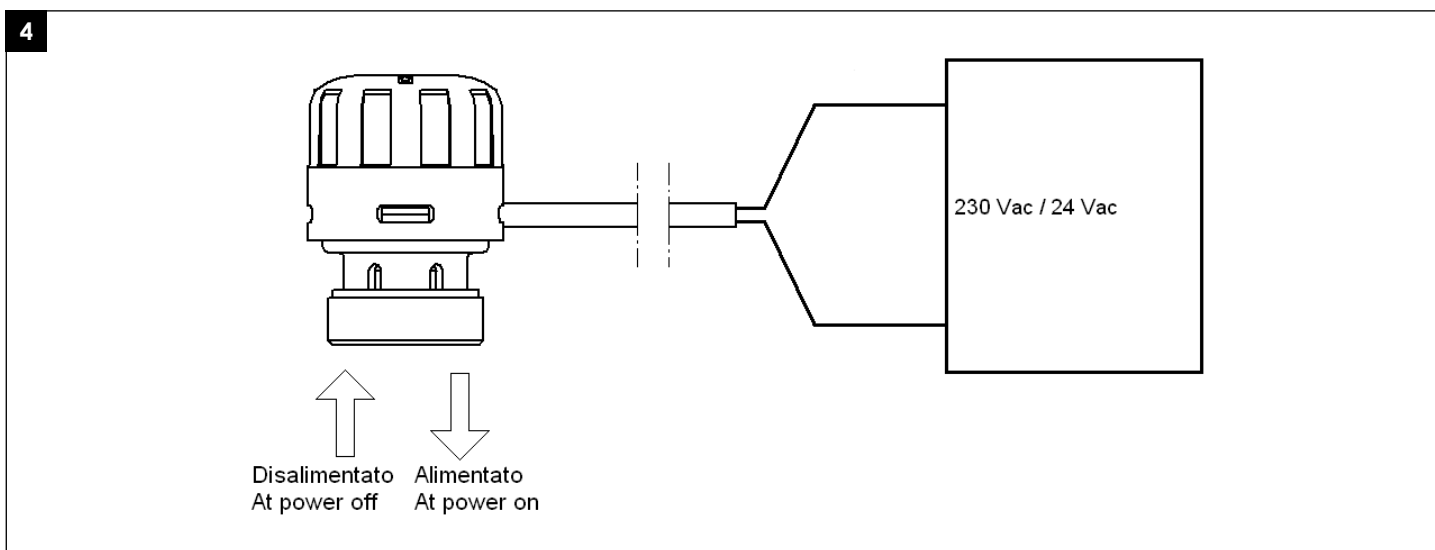 4
230 Vac / 24 Vac
Disalimentato
At power off
Alimentato
At power on